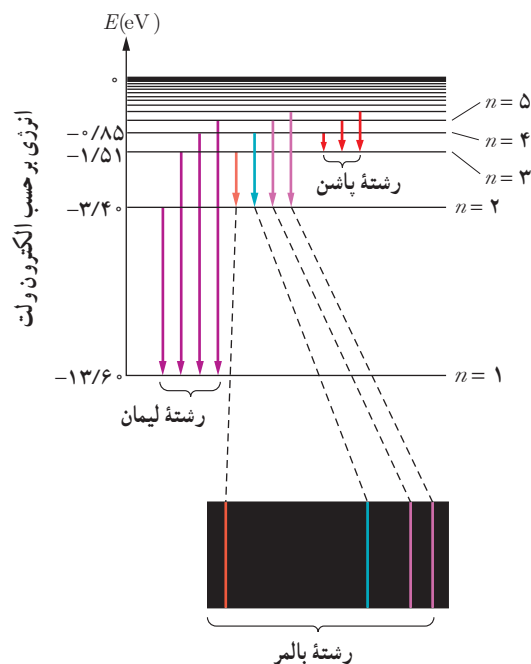 E(eV)
۰
n = ۵
−۰/۸۵
n = ۴
−۱/۵۱
رشتهٔ پاشن
n = ۳
−۳/۴۰
n = ۲
انرژی بر حسب الکترون ولت
−۱۳/۶۰
n = ۱
رشتهٔ لیمان
رشتهٔ بالمر